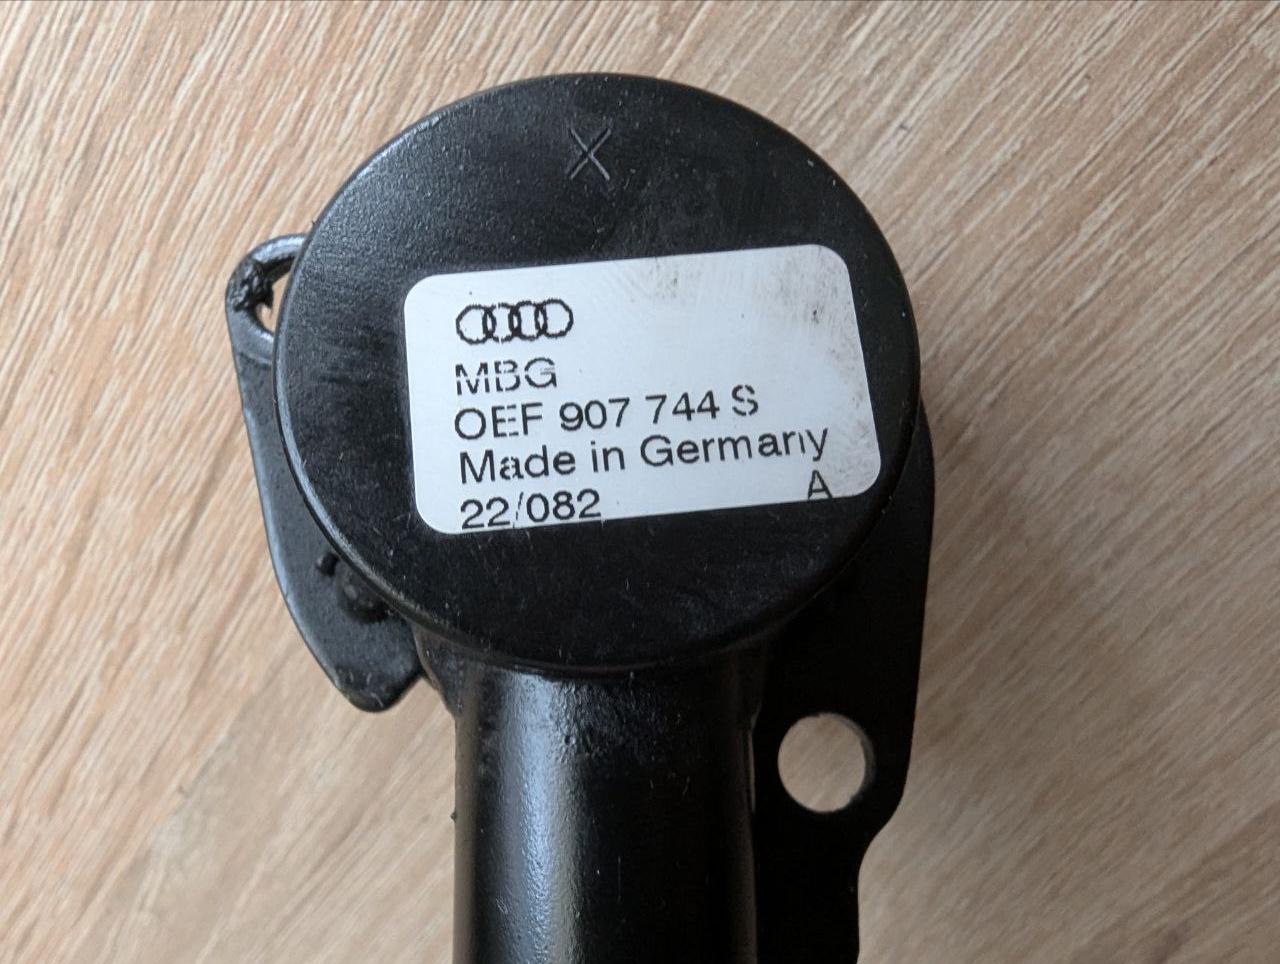 X
MBG
OEF 907 744 S
Made in Germany
22/082 A